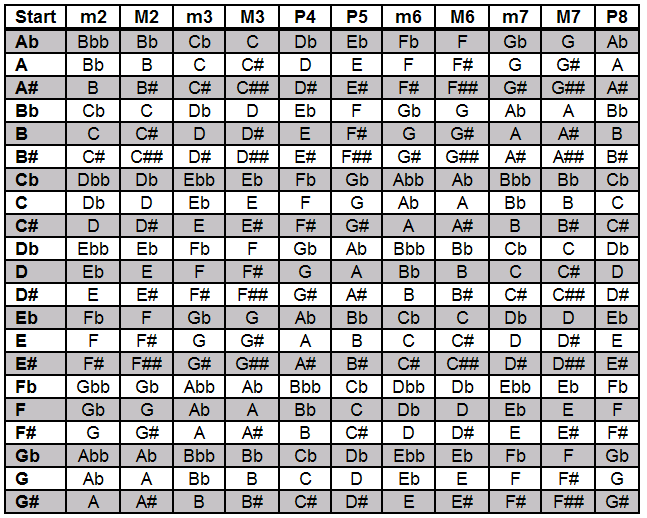 Start m2 M2 m3 M3 P4 P5 m6 M6 m7 M7 P8
Ab Bbb Bb Cb C Db Eb Fb F Gb G Ab
A Bb B C C# D E F F# G G# A
A# B B# C# C## D# E# F# F## G# G## A#
Bb Cb C Db D Eb F Gb G Ab A Bb
B C C# D D# E F# G G# A A# B
B# C# C## D# D## E# F## G# G## A# A## B#
Cb Dbb Db Ebb Eb Fb Gb Abb Ab Bbb Bb Cb
C Db D Eb E F G Ab A Bb B C
C# D D# E E# F# G# A A# B B# C#
Db Ebb Eb Fb F Gb Ab Bbb Bb Cb C Db
D Eb E F F# G A Bb B C C# D
D# E E# F# F## G# A# B B# C# C## D#
Eb Fb F Gb G Ab Bb Cb C Db D Eb
E F F# G G# A B C C# D D# E
E# F# F## G# G## A# B# C# C## D# D## E#
Fb Gbb Gb Abb Ab Bbb Cb Dbb Db Ebb Eb Fb
F Gb G Ab A Bb C Db D Eb E F
F# G G# A A# B C# D D# E E# F#
Gb Abb Ab Bbb Bb Cb Db Ebb Eb Fb F Gb
G Ab A Bb B C D Eb E F F# G
G# A A# B B# C# D# E E# F# F## G#